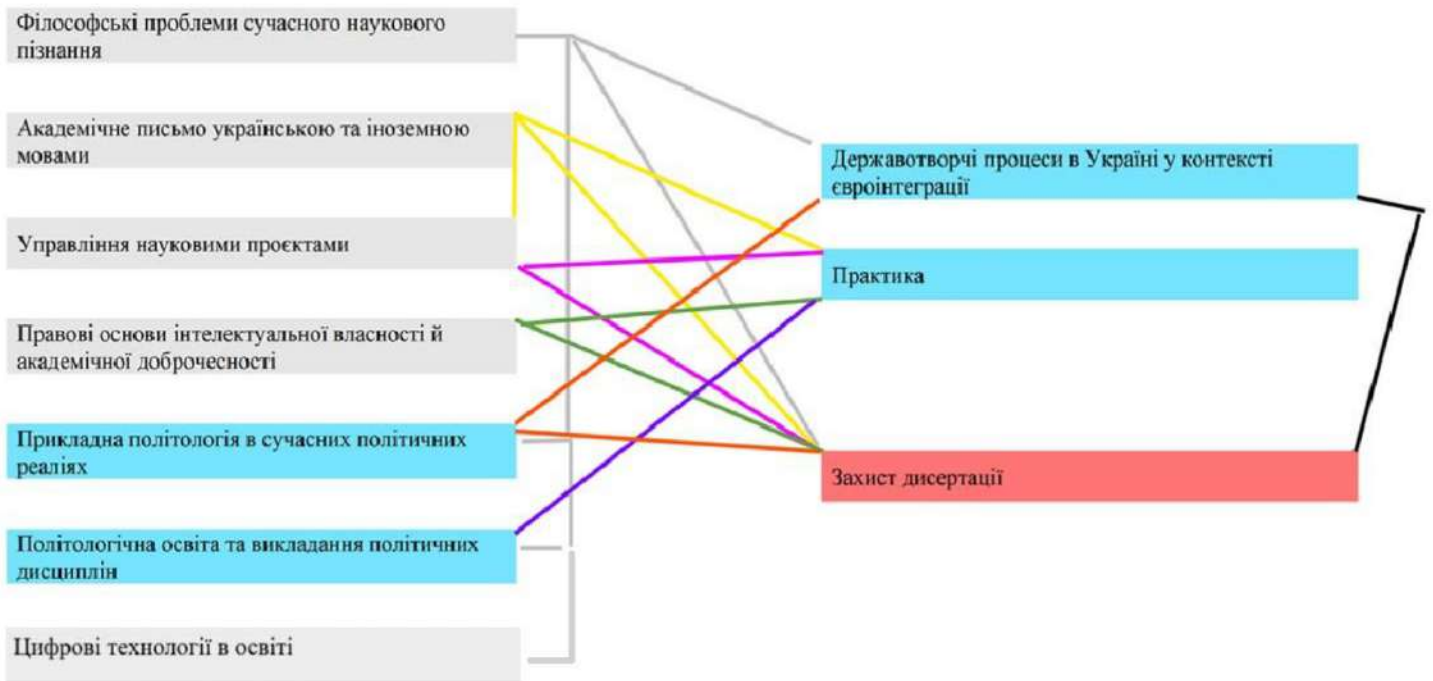 Філософські проблеми сучасного наукового
пізнання
Академічне письмо українською та іноземною
мовами
Управління науковими проєктами
Правові основи інтелектуальної власності й
академічної доброчесності
Прикладна політологія в сучасних політичних
реаліях
Політологічна освіта та викладання політичних
дисциплін
Цифрові технології в освіті
Державотворчі процеси в Україні у контексті
євроінтеграції
Практика
Захист дисертації